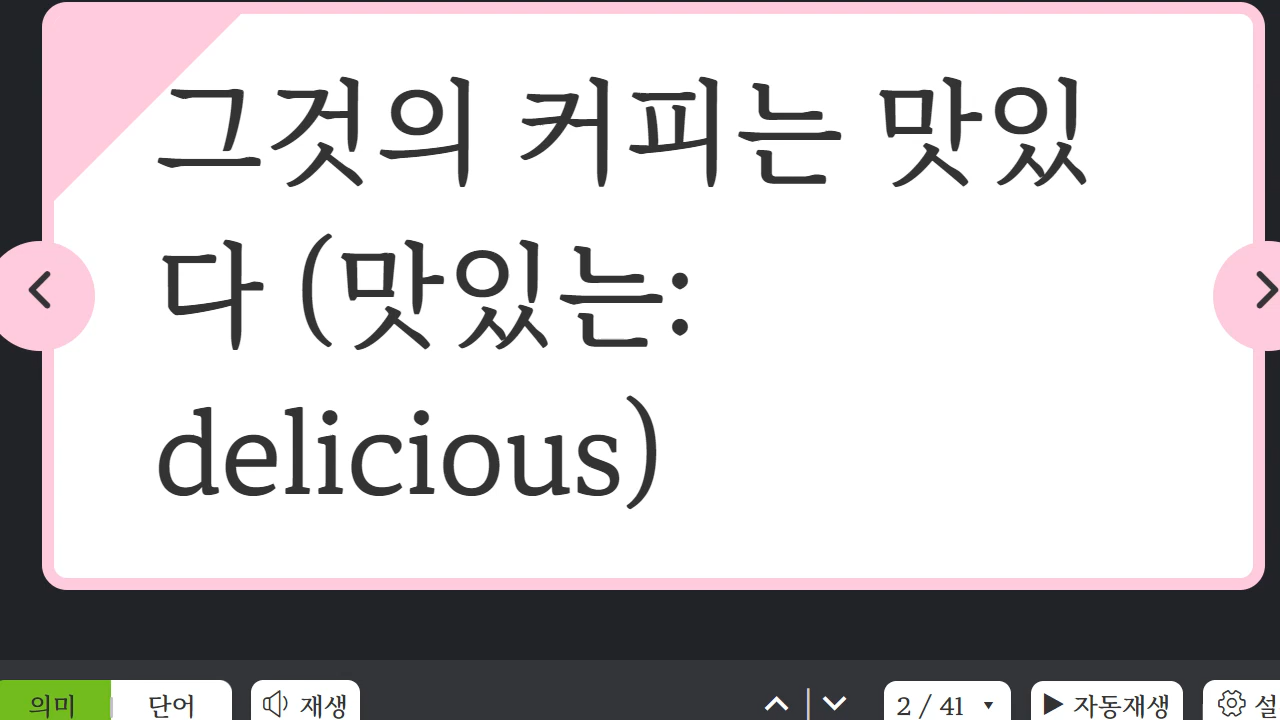 그것의 커피는 맛있
다 (맛있는:
delicious)
의미 단어 재생 2 / 41 자동재생 설